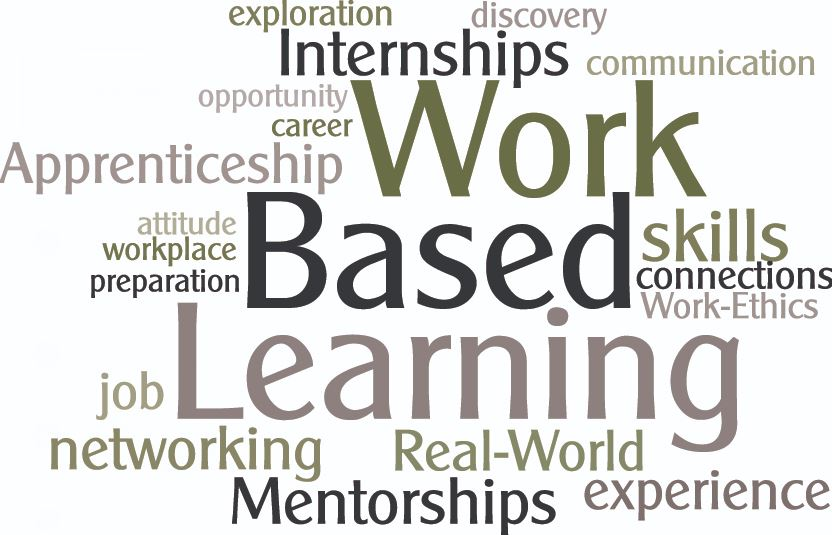 exploration
discovery
Internships
communication
opportunity
career
Work
Apprenticeship
attitude
workplace
preparation
Based
skills
connections
Work-Ethics
Learning
job
networking
Real-World
Mentorships
experience